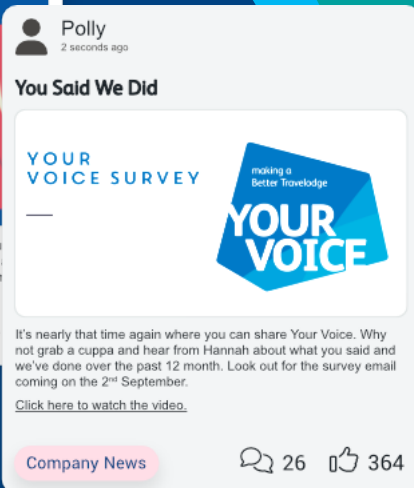 Polly
2 seconds ago
You Said We Did
YOUR
VOICE SURVEY
making a
Better Travelodge
YOUR
VOICE
It's nearly that time again where you can share Your Voice. Why
not grab a cuppa and hear from Hannah about what you said and
we've done over the past 12 month. Look out for the survey email
coming on the 2nd September.
Click here to watch the video.
Company News
26
364